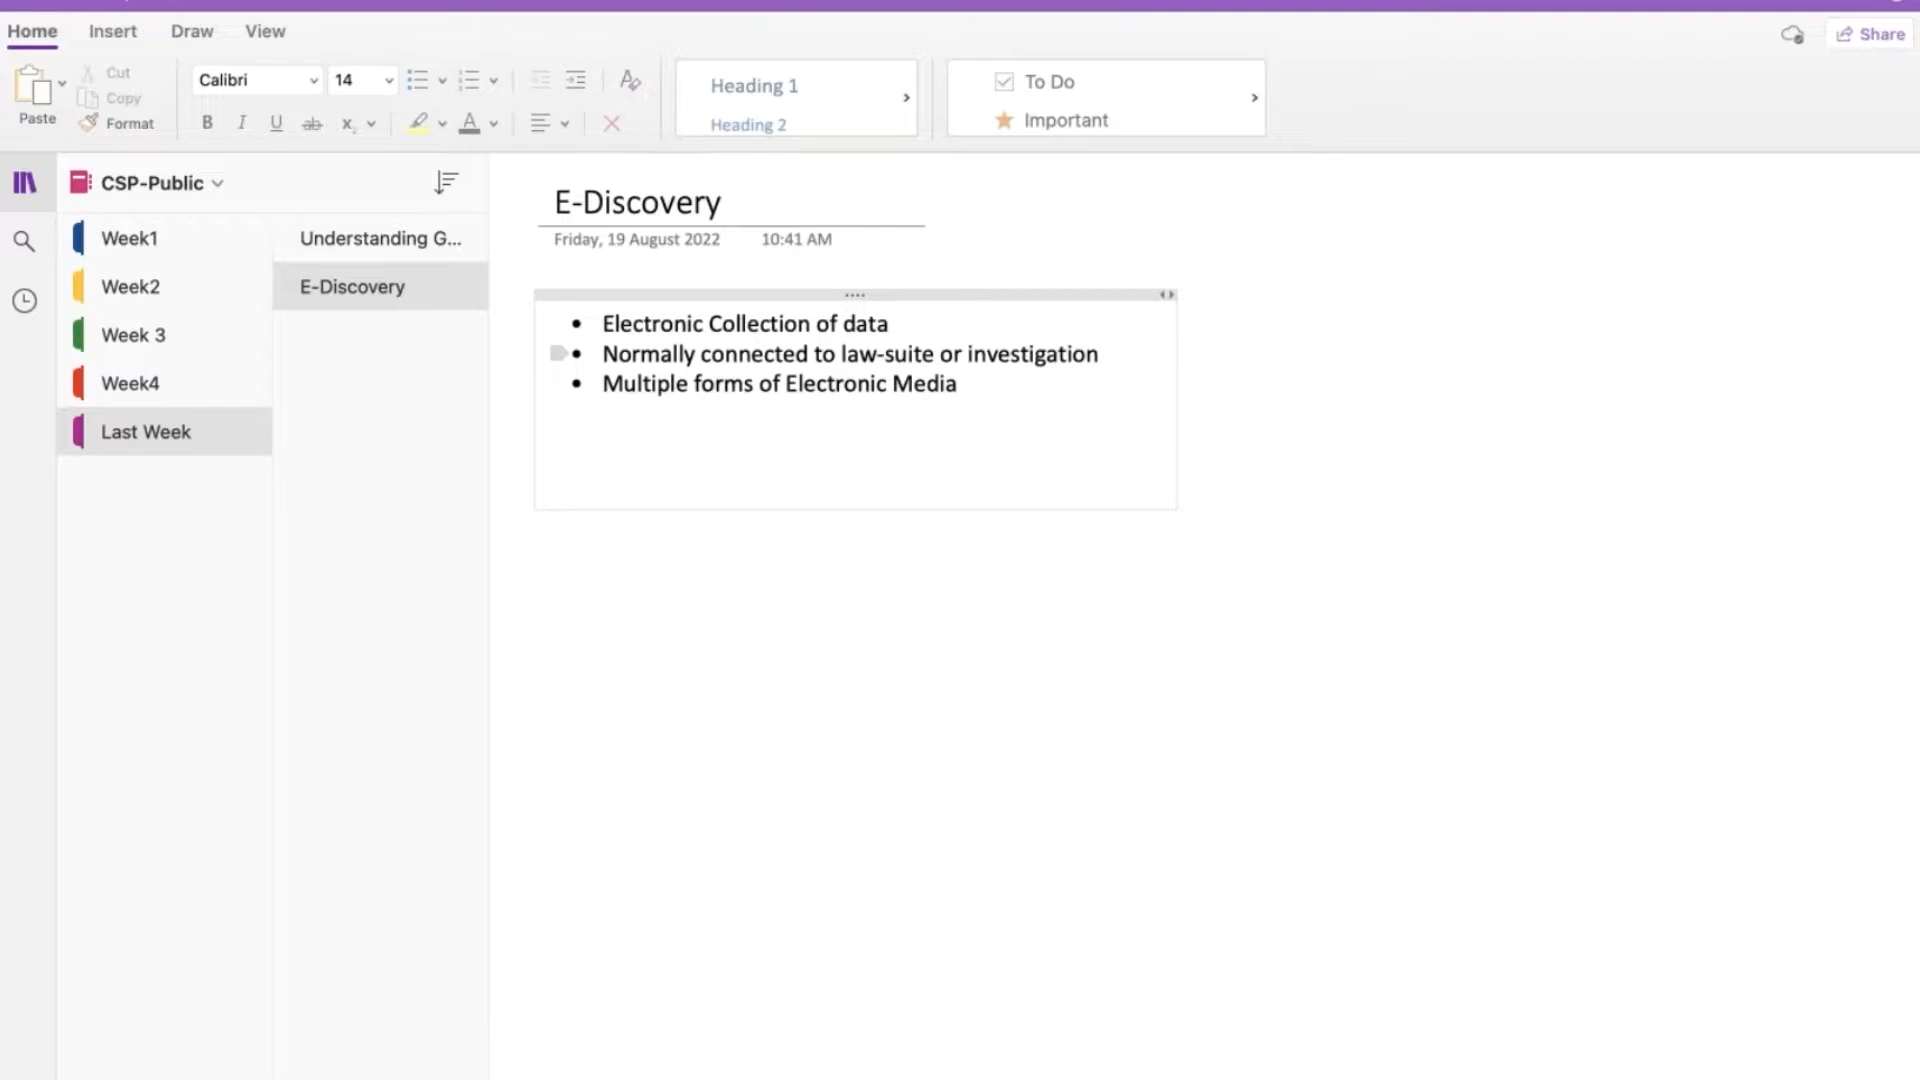 Home Insert Draw View
Share
Paste
Cut
Copy
Format
Calibri 14
B I U ab x
A
Heading 1
Heading 2
To Do
Important
CSP-Public
Week1
Week2
Week 3
Week4
Last Week
Understanding G...
E-Discovery
E-Discovery
Friday, 19 August 2022 10:41 AM
• Electronic Collection of data
• Normally connected to law-suite or investigation
• Multiple forms of Electronic Media